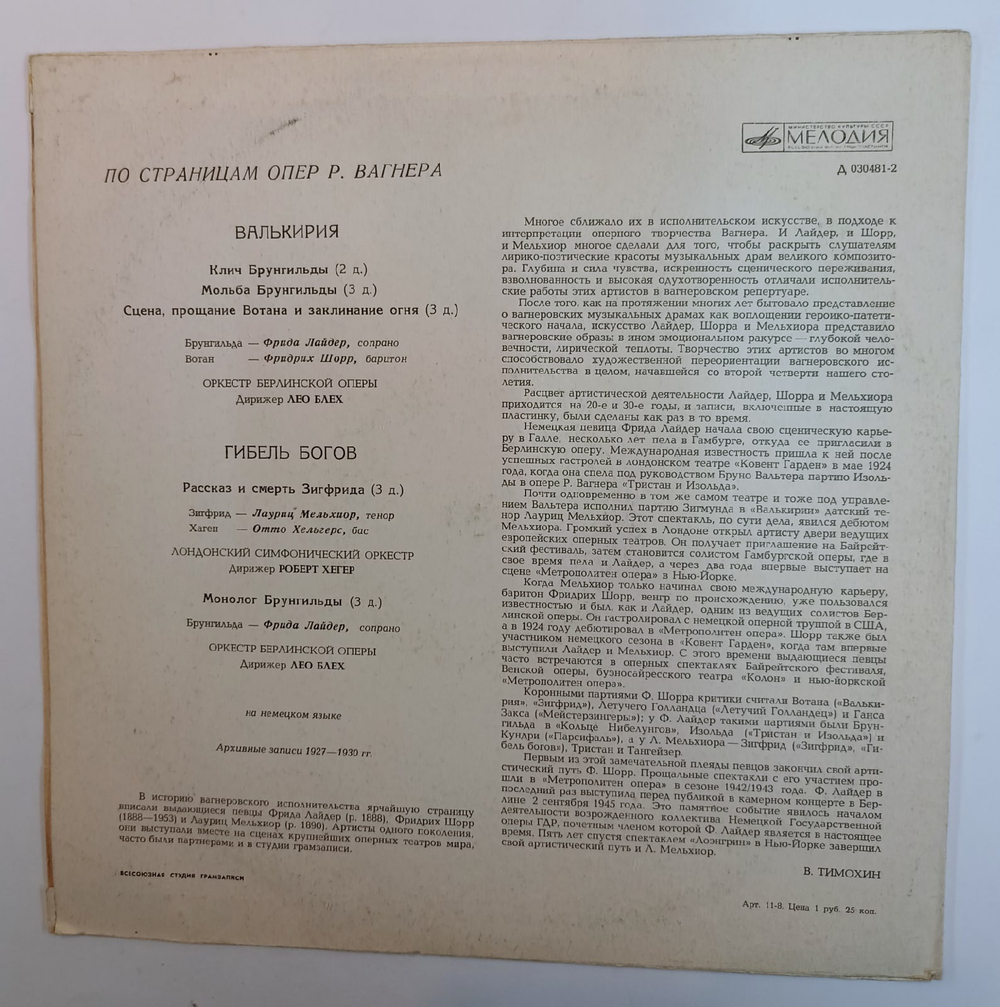 МИНИСТЕРСТВО КУЛЬТУРЫ СССР
МЕЛОДИЯ
Д 030481-2
ПО СТРАНИЦАМ ОПЕР Р. ВАГНЕРА
ВАЛЬКИРИЯ
Клич Брунгильды (2 д.)
Мольба Брунгильды (3 д.)
Сцена, прощание Вотана и заклинание огня (3 д.)
Брунгильда — Фрида Лайдер, сопрано
Вотан — Фридрих Шорр, баритон
ОРКЕСТР БЕРЛИНСКОЙ ОПЕРЫ
Дирижер ЛЕО БЛЕХ
ГИБЕЛЬ БОГОВ
Рассказ и смерть Зигфрида (3 д.)
Зигфрид — Лауриц Мельхиор, тенор
Хаген — Отто Хельгерс, бас
ЛОНДОНСКИЙ СИМФОНИЧЕСКИЙ ОРКЕСТР
Дирижер РОБЕРТ ХЕГЕР
Монолог Брунгильды (3 д.)
Брунгильда — Фрида Лайдер, сопрано
ОРКЕСТР БЕРЛИНСКОЙ ОПЕРЫ
Дирижер ЛЕО БЛЕХ
на немецком языке
Архивные записи 1927—1930 гг.
В историю вагнеровского исполнительства ярчайшую страницу
вписали выдающиеся певцы Фрида Лайдер (р. 1888), Фридрих Шорр
(1888—1953) и Лауриц Мельхиор (р. 1890). Артисты одного поколения,
они выступали вместе на сценах крупнейших оперных театров мира,
часто были партнерами и в студии грамзаписи.
ВСЕСОЮЗНАЯ СТУДИЯ ГРАМЗАПИСИ
Многое сближало их в исполнительском искусстве, в подходе к
интерпретации оперного творчества Вагнера. И Лайдер, и Шорр,
и Мельхиор многое сделали для того, чтобы раскрыть слушателям
лирико-поэтические красоты музыкальных драм великого композито-
ра. Глубина и сила чувства, искренность сценического переживания,
взволнованность и высокая одухотворенность отличали исполнитель-
ские работы этих артистов в вагнеровском репертуаре.
После того, как на протяжении многих лет бытовало представление
о вагнеровских музыкальных драмах как воплощении героико-патети-
ческого начала, искусство Лайдер, Шорра и Мельхиора представило
вагнеровские образы в ином эмоциональном ракурсе — глубокой чело-
вечности, лирической теплоты. Творчество этих артистов во многом
способствовало художественной переориентации вагнеровского ис-
полнительства в целом, начавшейся со второй четверти нашего сто-
летия.
Расцвет артистической деятельности Лайдер, Шорра и Мельхиора
приходится на 20-е и 30-е годы, и записи, включенные в настоящую
пластинку, были сделаны как раз в то время.
Немецкая певица Фрида Лайдер начала свою сценическую карье-
ру в Галле, несколько лет пела в Гамбурге, откуда ее пригласили в
Берлинскую оперу. Международная известность пришла к ней после
успешных гастролей в лондонском театре «Ковент Гарден» в мае 1924
года, когда она спела под руководством Бруно Вальтера партию Изоль-
ды в опере Р. Вагнера «Тристан и Изольда».
Почти одновременно в том же самом театре и тоже под управле-
нием Вальтера исполнил партию Зигмунда в «Валькирии» датский те-
нор Лауриц Мельхиор. Этот спектакль, по сути дела, явился дебютом
Мельхиора. Громкий успех в Лондоне открыл артисту двери ведущих
европейских оперных театров. Он получает приглашение на Байрейт-
ский фестиваль, затем становится солистом Гамбургской оперы, где в
свое время пела и Лайдер, а через два года впервые выступает на
сцене «Метрополитен опера» в Нью-Йорке.
Когда Мельхиор только начинал свою международную карьеру,
баритон Фридрих Шорр, венгр по происхождению, уже пользовался
известностью и был, как и Лайдер, одним из ведущих солистов Бер-
линской оперы. Он гастролировал с немецкой оперной труппой в США,
а в 1924 году дебютировал в «Метрополитен опера». Шорр также был
участником немецкого сезона в «Ковент Гарден», когда там впервые
выступили Лайдер и Мельхиор. С этого времени выдающиеся певцы
часто встречаются в оперных спектаклях Байрейтского фестиваля,
Венской оперы, буэносайресского театра «Колон» и нью-йоркской
«Метрополитен опера».
Коронными партиями Ф. Шорра критики считали Вотана («Вальки-
рия», «Зигфрид»), Летучего Голландца («Летучий Голландец») и Ганса
Закса («Мейстерзингеры»); у Ф. Лайдер такими партиями были Брун-
гильда в «Кольце Нибелунгов», Изольда («Тристан и Изольда») и
Кундри («Парсифаль»), а у Л. Мельхиора — Зигфрид («Зигфрид», «Ги-
бель богов»), Тристан и Тангейзер.
Первым из этой замечательной плеяды певцов закончил свой арти-
стический путь Ф. Шорр. Прощальные спектакли с его участием про-
шли в «Метрополитен опера» в сезоне 1942/1943 года. Ф. Лайдер в
последний раз выступила перед публикой в камерном концерте в Бер-
лине 2 сентября 1945 года. Это памятное событие явилось началом
деятельности возрожденного коллектива Немецкой Государственной
оперы ГДР, почетным членом которой Ф. Лайдер является в настоящее
время. Пять лет спустя спектаклем «Лоэнгрин» в Нью-Йорке завершил
свой артистический путь и Л. Мельхиор.
В. ТИМОХИН
Арт. 11-8. Цена 1 руб. 25 коп.